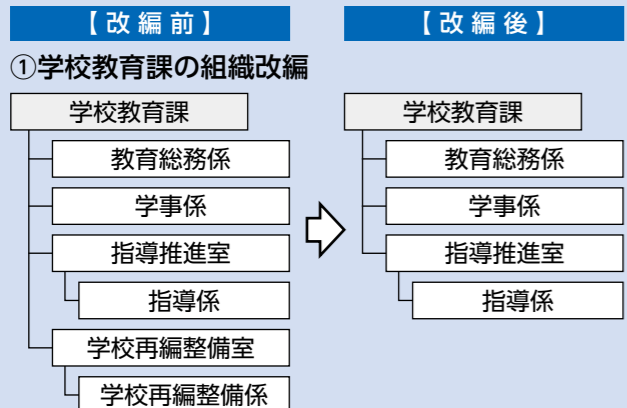 【改編前】
【改編後】
①学校教育課の組織改編
学校教育課
教育総務係
学事係
指導推進室
指導係
学校再編整備室
学校再編整備係
学校教育課
教育総務係
学事係
指導推進室
指導係